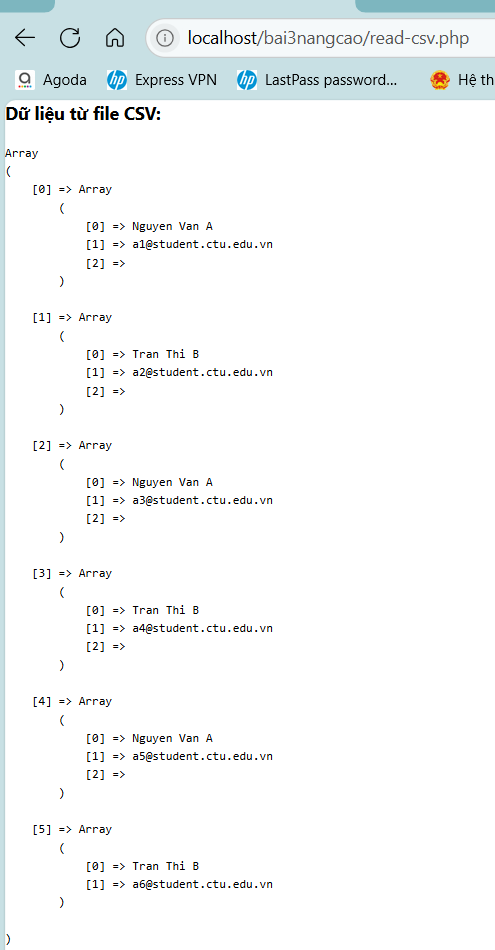 localhost/bai3nangcao/read-csv.php
Agoda Express VPN LastPass password... Hệ th
Dữ liệu từ file CSV:
Array
(
[0] => Array
(
[0] => Nguyen Van A
[1] => a1@student.ctu.edu.vn
[2] =>
)
[1] => Array
(
[0] => Tran Thi B
[1] => a2@student.ctu.edu.vn
[2] =>
)
[2] => Array
(
[0] => Nguyen Van A
[1] => a3@student.ctu.edu.vn
[2] =>
)
[3] => Array
(
[0] => Tran Thi B
[1] => a4@student.ctu.edu.vn
[2] =>
)
[4] => Array
(
[0] => Nguyen Van A
[1] => a5@student.ctu.edu.vn
[2] =>
)
[5] => Array
(
[0] => Tran Thi B
[1] => a6@student.ctu.edu.vn
)
)